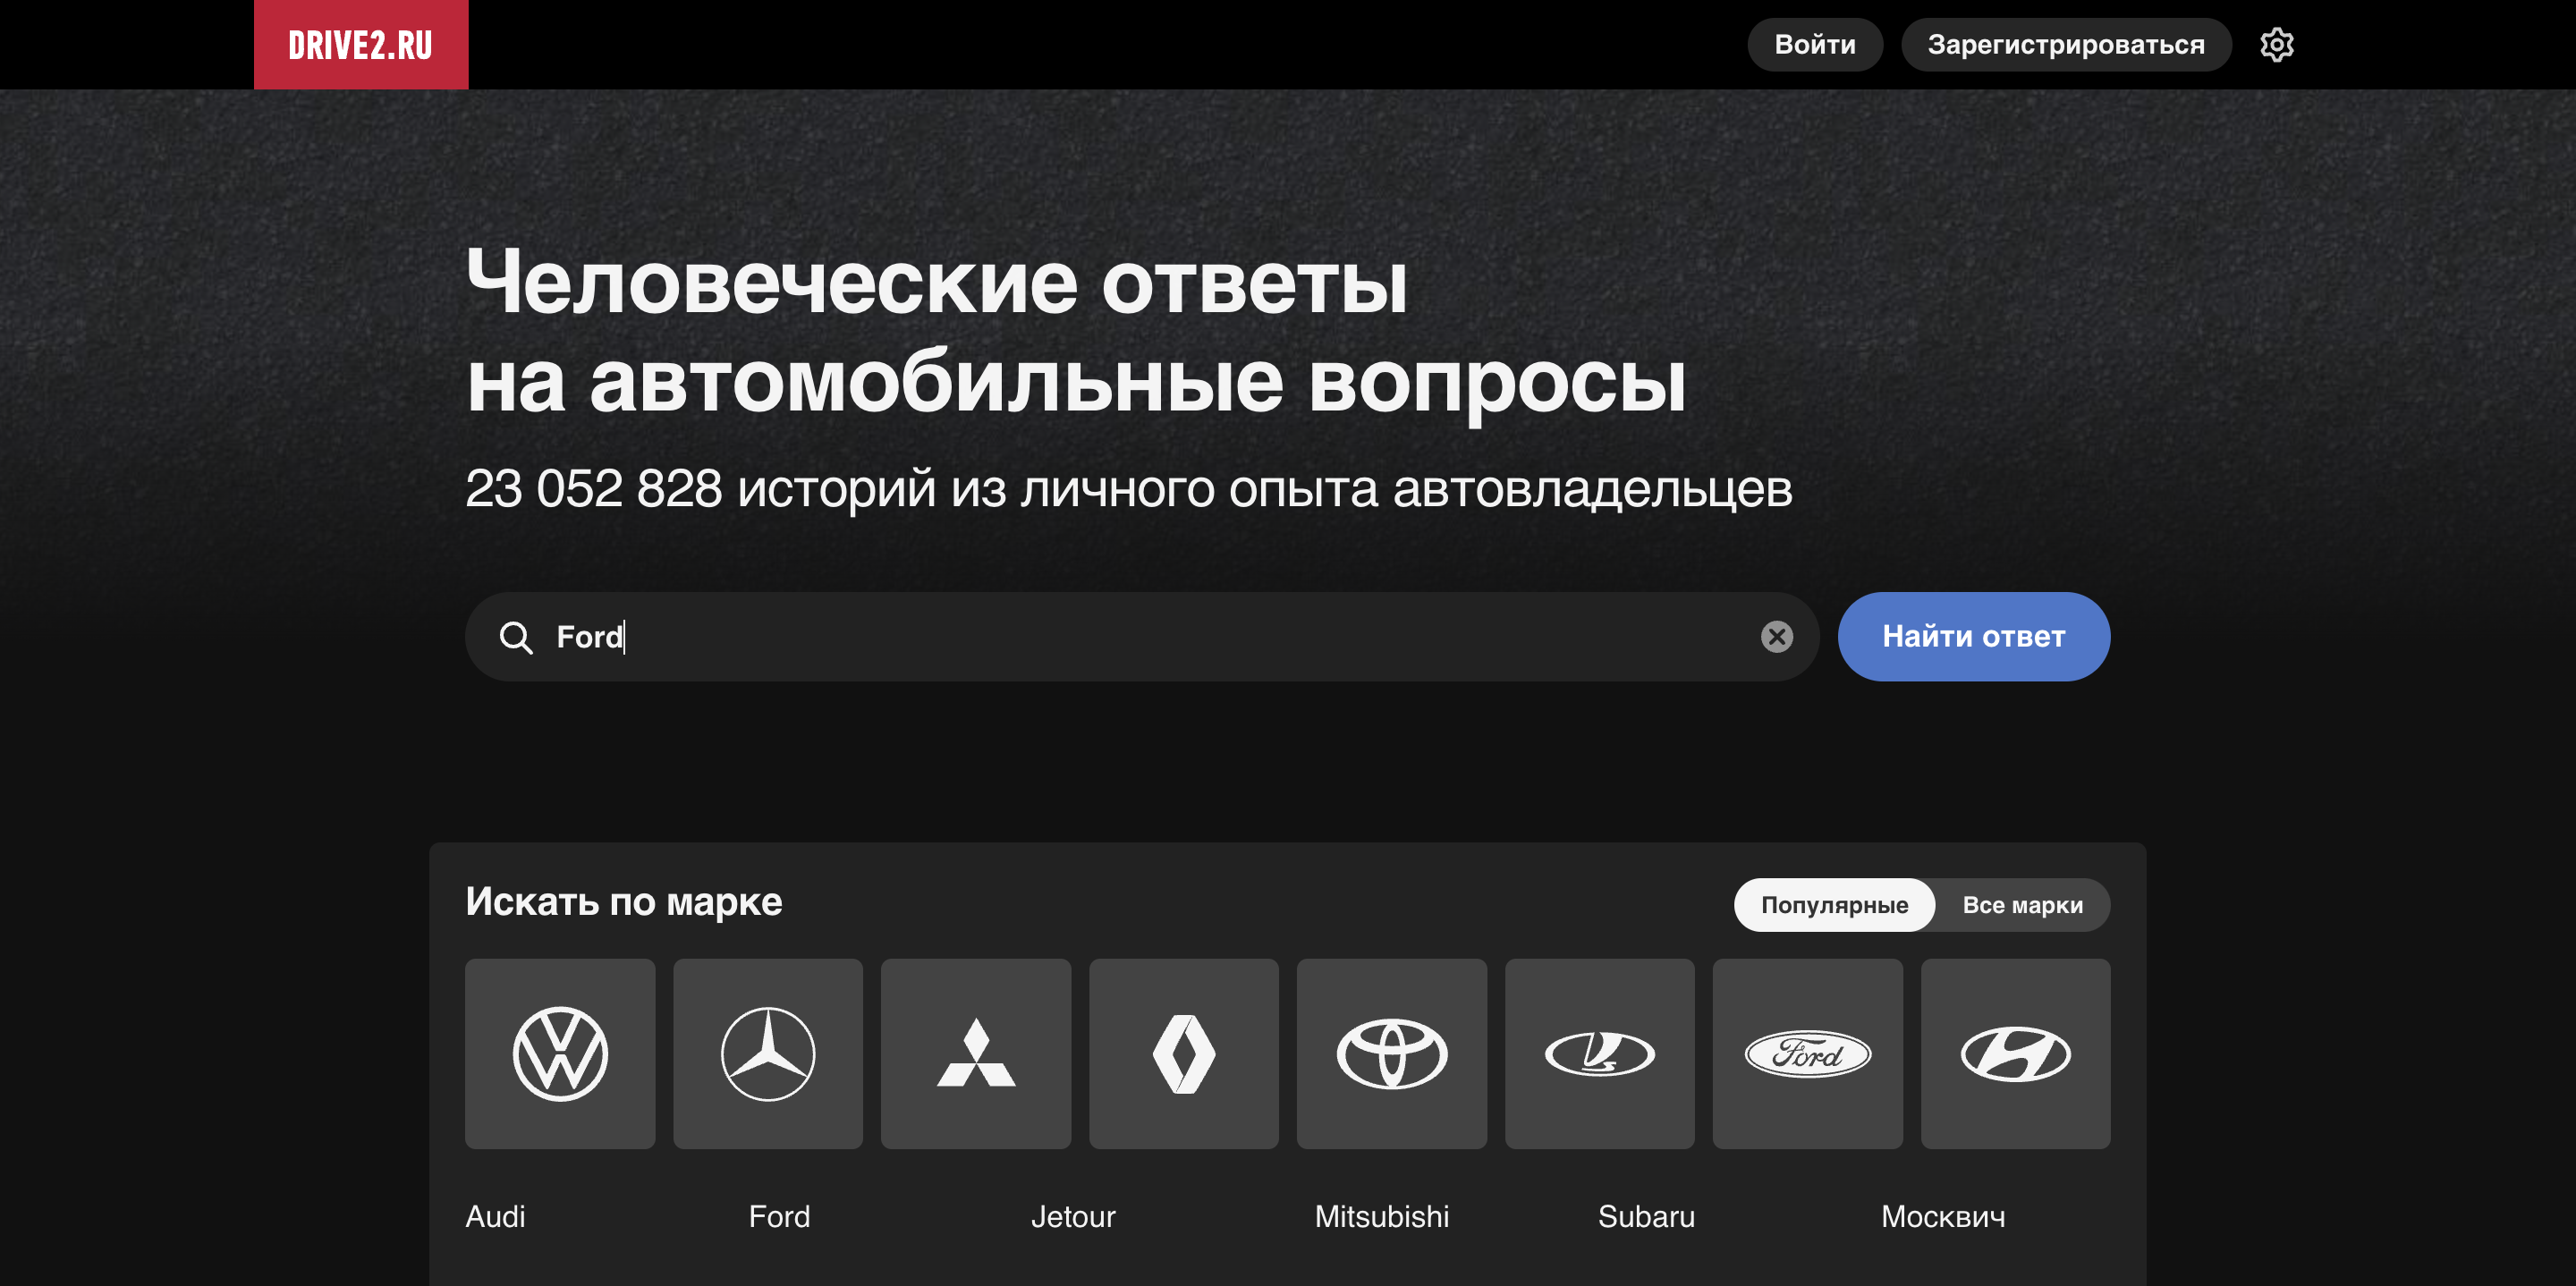 DRIVE2.RU
Войти
Зарегистрироваться
Человеческие ответы
на автомобильные вопросы
23 052 828 историй из личного опыта автовладельцев
Ford
Найти ответ
Искать по марке
Популярные
Все марки
Ford
Audi
Ford
Jetour
Mitsubishi
Subaru
Москвич